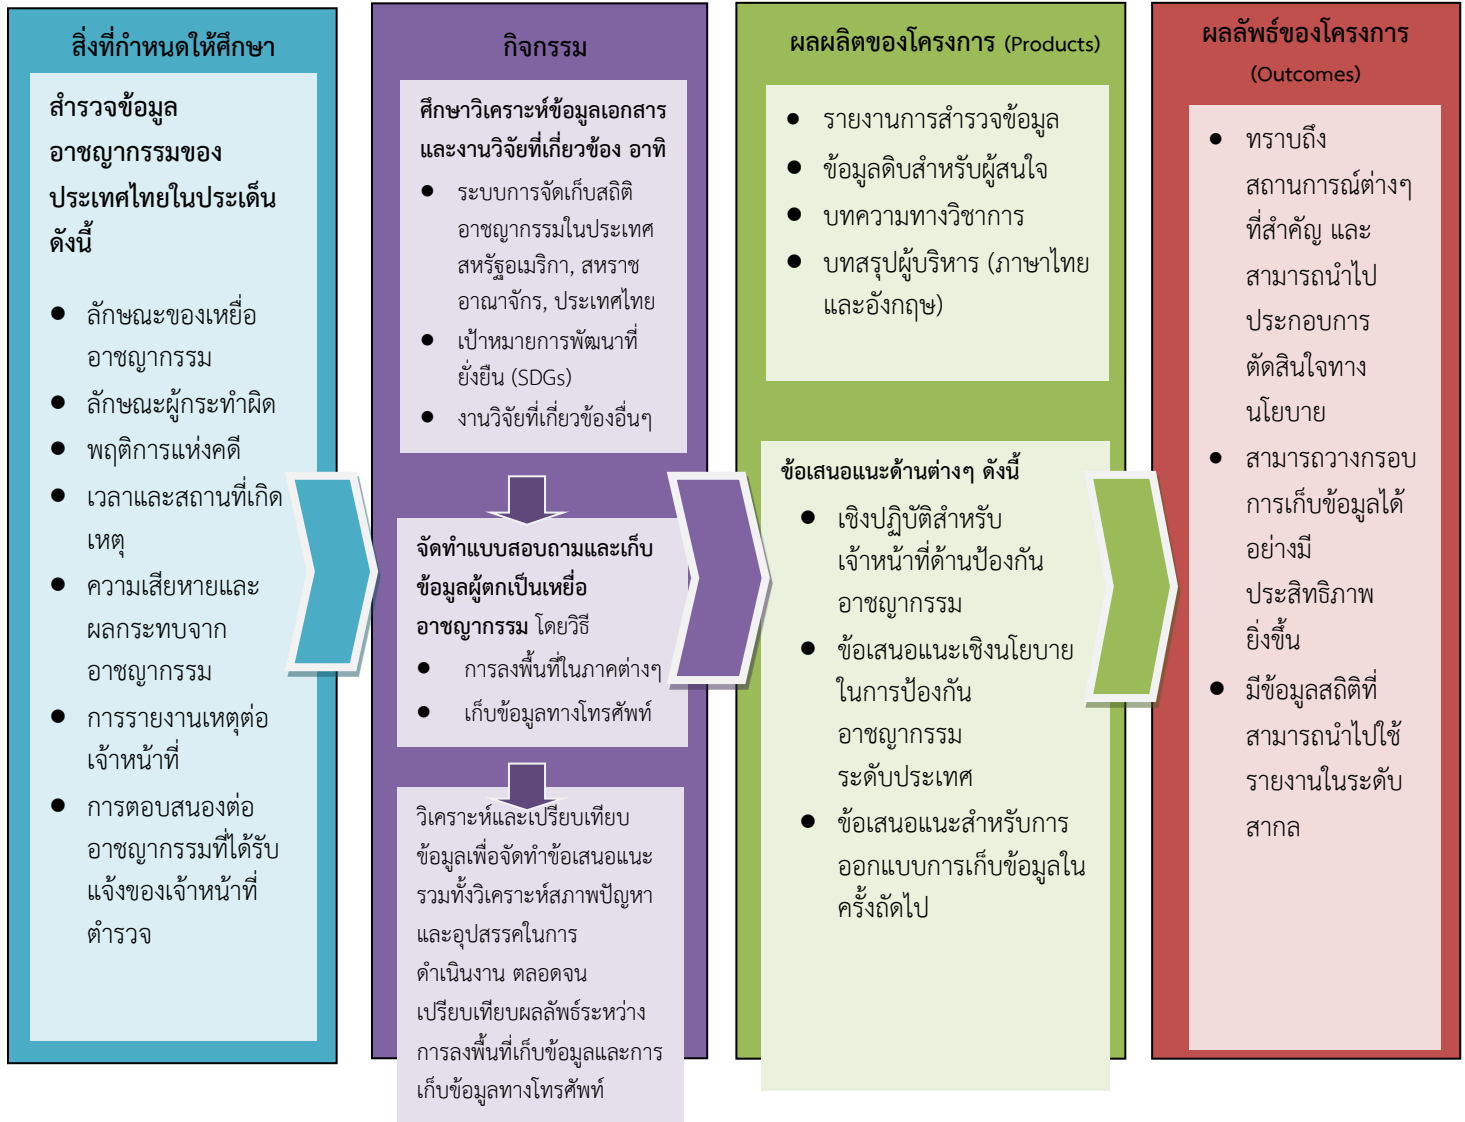 สิ่งที่กำหนดให้ศึกษา
สำรวจข้อมูล
อาชญากรรมของ
ประเทศไทยในประเด็น
ดังนี้
● ลักษณะของเหยื่อ
อาชญากรรม
● ลักษณะผู้กระทำผิด
● พฤติการแห่งคดี
● เวลาและสถานที่เกิด
เหตุ
● ความเสียหายและ
ผลกระทบจาก
อาชญากรรม
● การรายงานเหตุต่อ
เจ้าหน้าที่
● การตอบสนองต่อ
อาชญากรรมที่ได้รับ
แจ้งของเจ้าหน้าที่
ตำรวจ
กิจกรรม
ศึกษาวิเคราะห์ข้อมูลเอกสาร
และงานวิจัยที่เกี่ยวข้อง อาทิ
● ระบบการจัดเก็บสถิติ
อาชญากรรมในประเทศ
สหรัฐอเมริกา, สหราช
อาณาจักร, ประเทศไทย
● เป้าหมายการพัฒนาที่
ยั่งยืน (SDGs)
● งานวิจัยที่เกี่ยวข้องอื่นๆ
จัดทำแบบสอบถามและเก็บ
ข้อมูลผู้ตกเป็นเหยื่อ
อาชญากรรม โดยวิธี
● การลงพื้นที่ในภาคต่างๆ
● เก็บข้อมูลทางโทรศัพท์
วิเคราะห์และเปรียบเทียบ
ข้อมูลเพื่อจัดทำข้อเสนอแนะ
รวมทั้งวิเคราะห์สภาพปัญหา
และอุปสรรคในการ
ดำเนินงาน ตลอดจน
เปรียบเทียบผลลัพธ์ระหว่าง
การลงพื้นที่เก็บข้อมูลและการ
เก็บข้อมูลทางโทรศัพท์
ผลผลิตของโครงการ (Products)
● รายงานการสำรวจข้อมูล
● ข้อมูลดิบสำหรับผู้สนใจ
● บทความทางวิชาการ
● บทสรุปผู้บริหาร (ภาษาไทย
และอังกฤษ)
ข้อเสนอแนะด้านต่างๆ ดังนี้
● เชิงปฏิบัติสำหรับ
เจ้าหน้าที่ด้านป้องกัน
อาชญากรรม
● ข้อเสนอแนะเชิงนโยบาย
ในการป้องกัน
อาชญากรรม
ระดับประเทศ
● ข้อเสนอแนะสำหรับการ
ออกแบบการเก็บข้อมูลใน
ครั้งถัดไป
ผลลัพธ์ของโครงการ
(Outcomes)
● ทราบถึง
สถานการณ์ต่างๆ
ที่สำคัญ และ
สามารถนำไป
ประกอบการ
ตัดสินใจทาง
นโยบาย
● สามารถวางกรอบ
การเก็บข้อมูลได้
อย่างมี
ประสิทธิภาพ
ยิ่งขึ้น
● มีข้อมูลสถิติที่
สามารถนำไปใช้
รายงานในระดับ
สากล